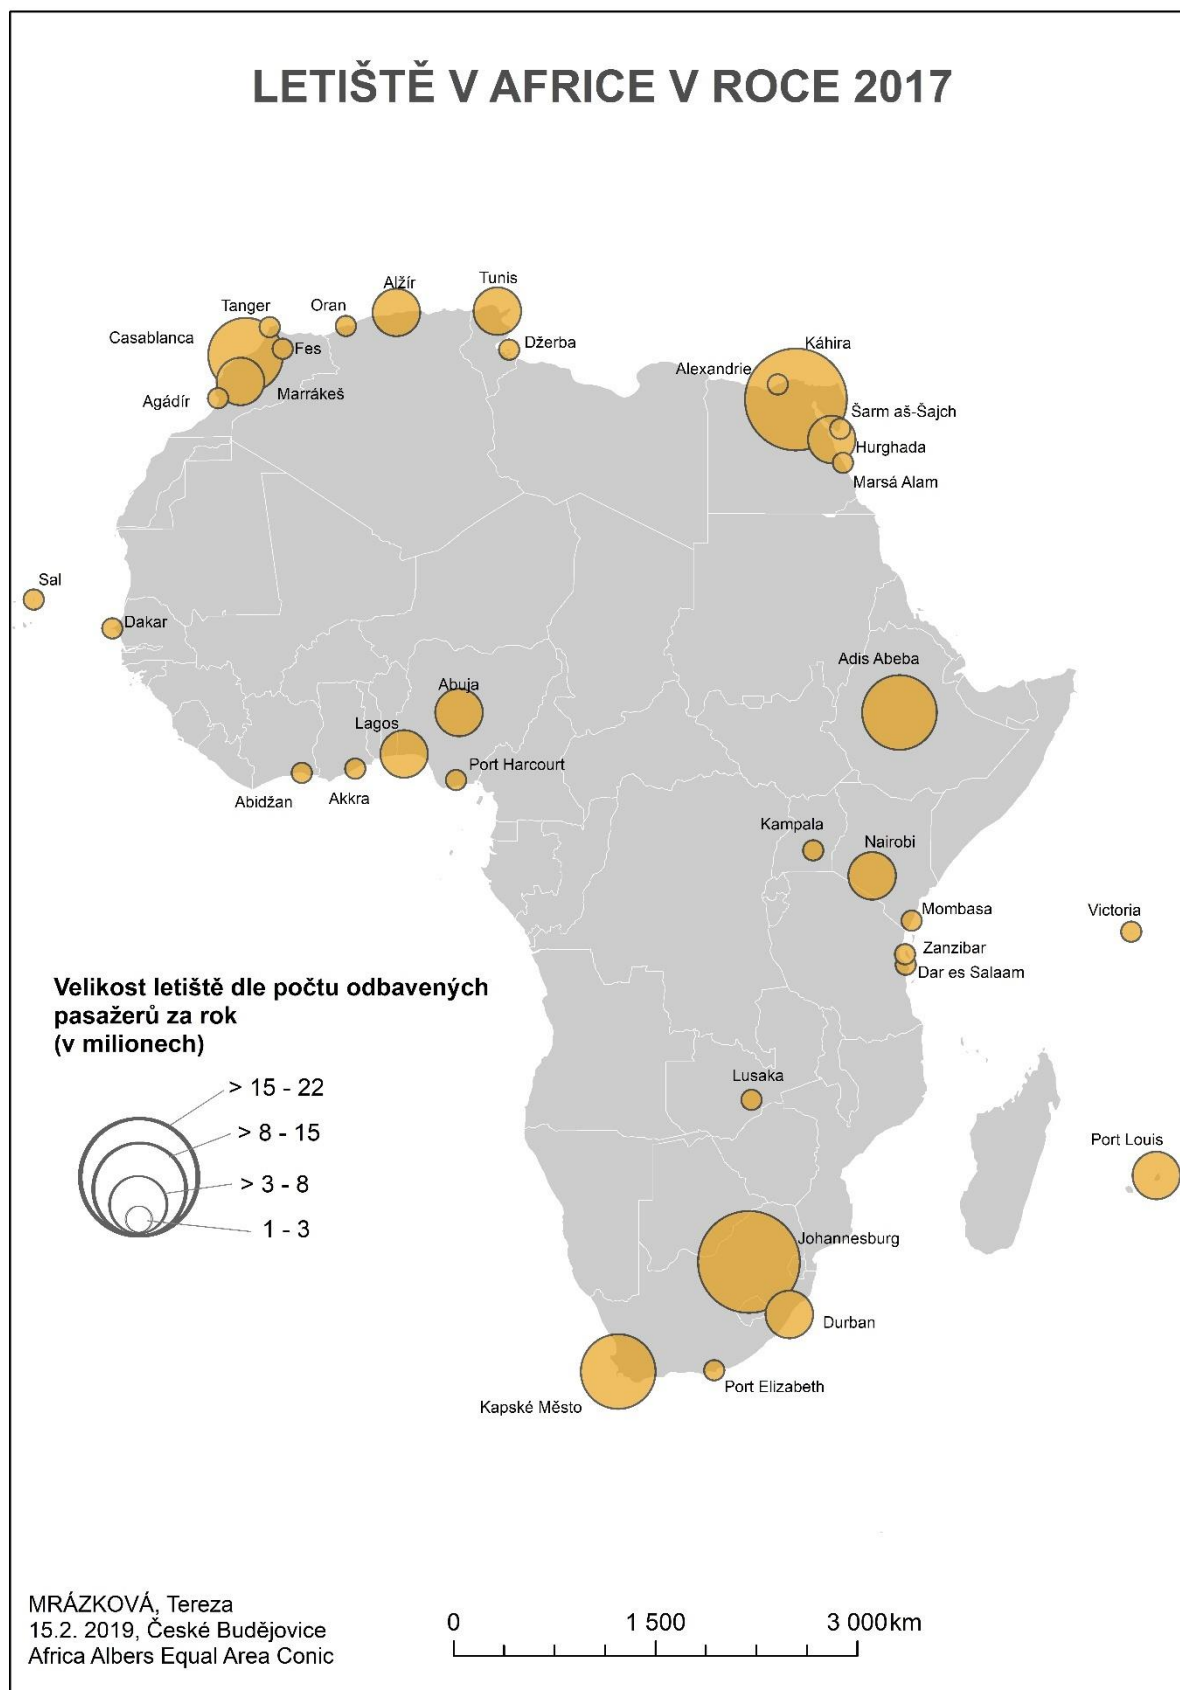 LETIŠTĚ V AFRICE V ROCE 2017
Tunis
Alžír
Oran
Tanger
Casablanca
Fes
Džerba
Káhira
Alexandrie
Marrákeš
Agádír
Šarm aš-Šajch
Hurghada
Marsá Alam
Sal
Dakar
Adis Abeba
Abuja
Lagos
Port Harcourt
Abidžan
Akkra
Kampala
Nairobi
Mombasa
Victoria
Zanzibar
Dar es Salaam
Velikost letiště dle počtu odbavených
pasažerů za rok
(v milionech)
> 15 - 22
> 8 - 15
> 3 - 8
1 - 3
Lusaka
Port Louis
Johannesburg
Durban
Port Elizabeth
Kapské Město
MRÁZKOVÁ, Tereza
15.2. 2019, České Budějovice
Africa Albers Equal Area Conic
0 1 500 3 000km